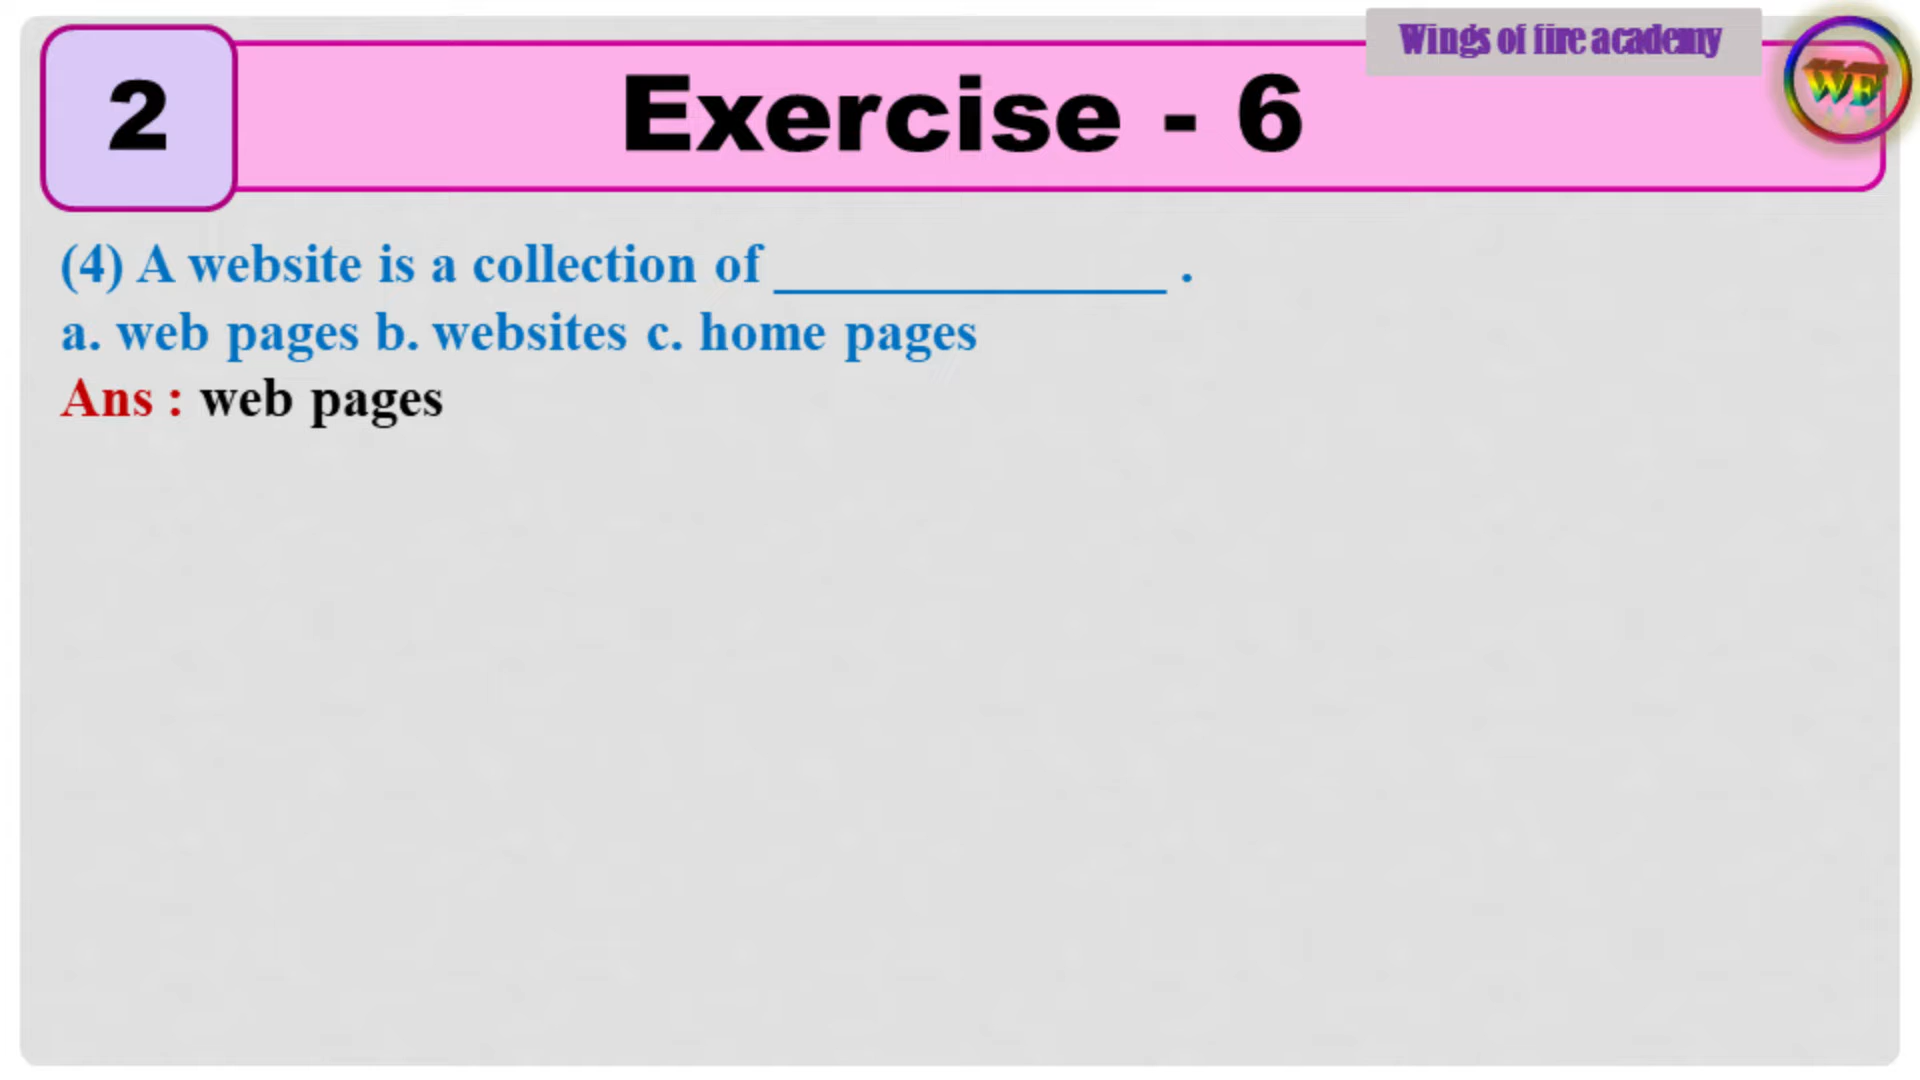 Wings of fire academy
WF
2
Exercise - 6
(4) A website is a collection of ______________ .
a. web pages b. websites c. home pages
Ans : web pages